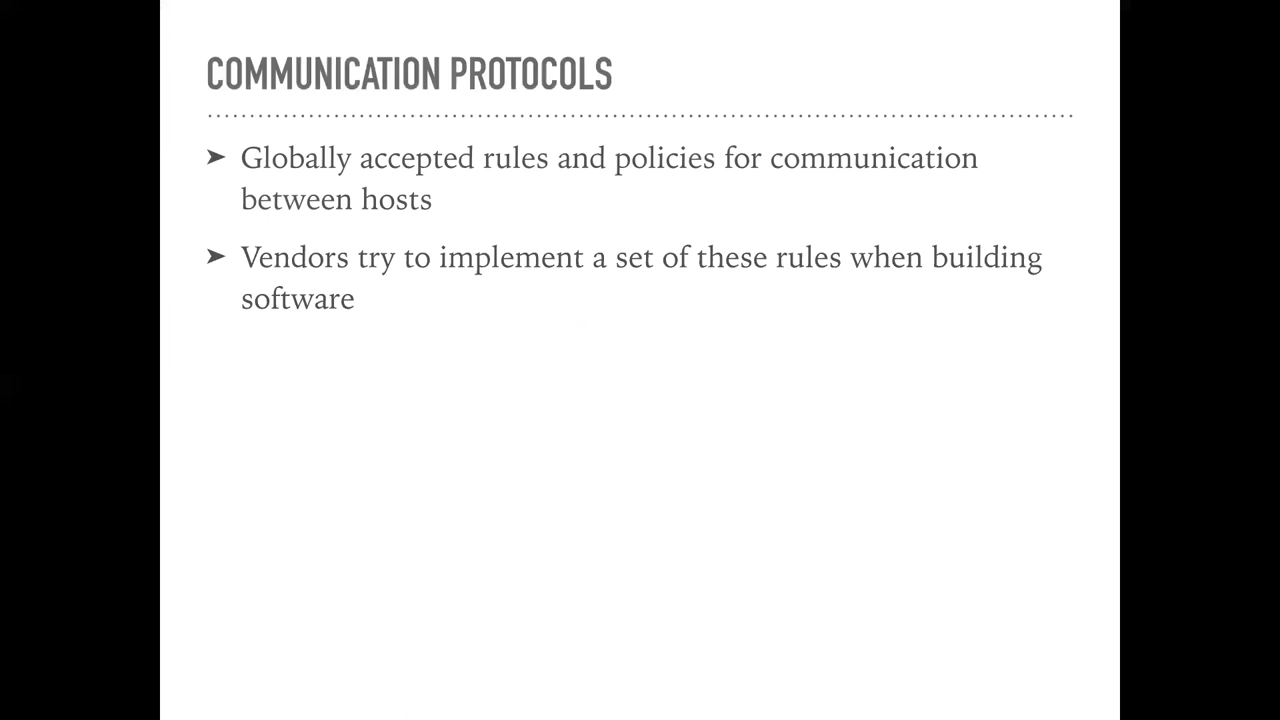 COMMUNICATION PROTOCOLS
➤ Globally accepted rules and policies for communication
between hosts
➤ Vendors try to implement a set of these rules when building
software